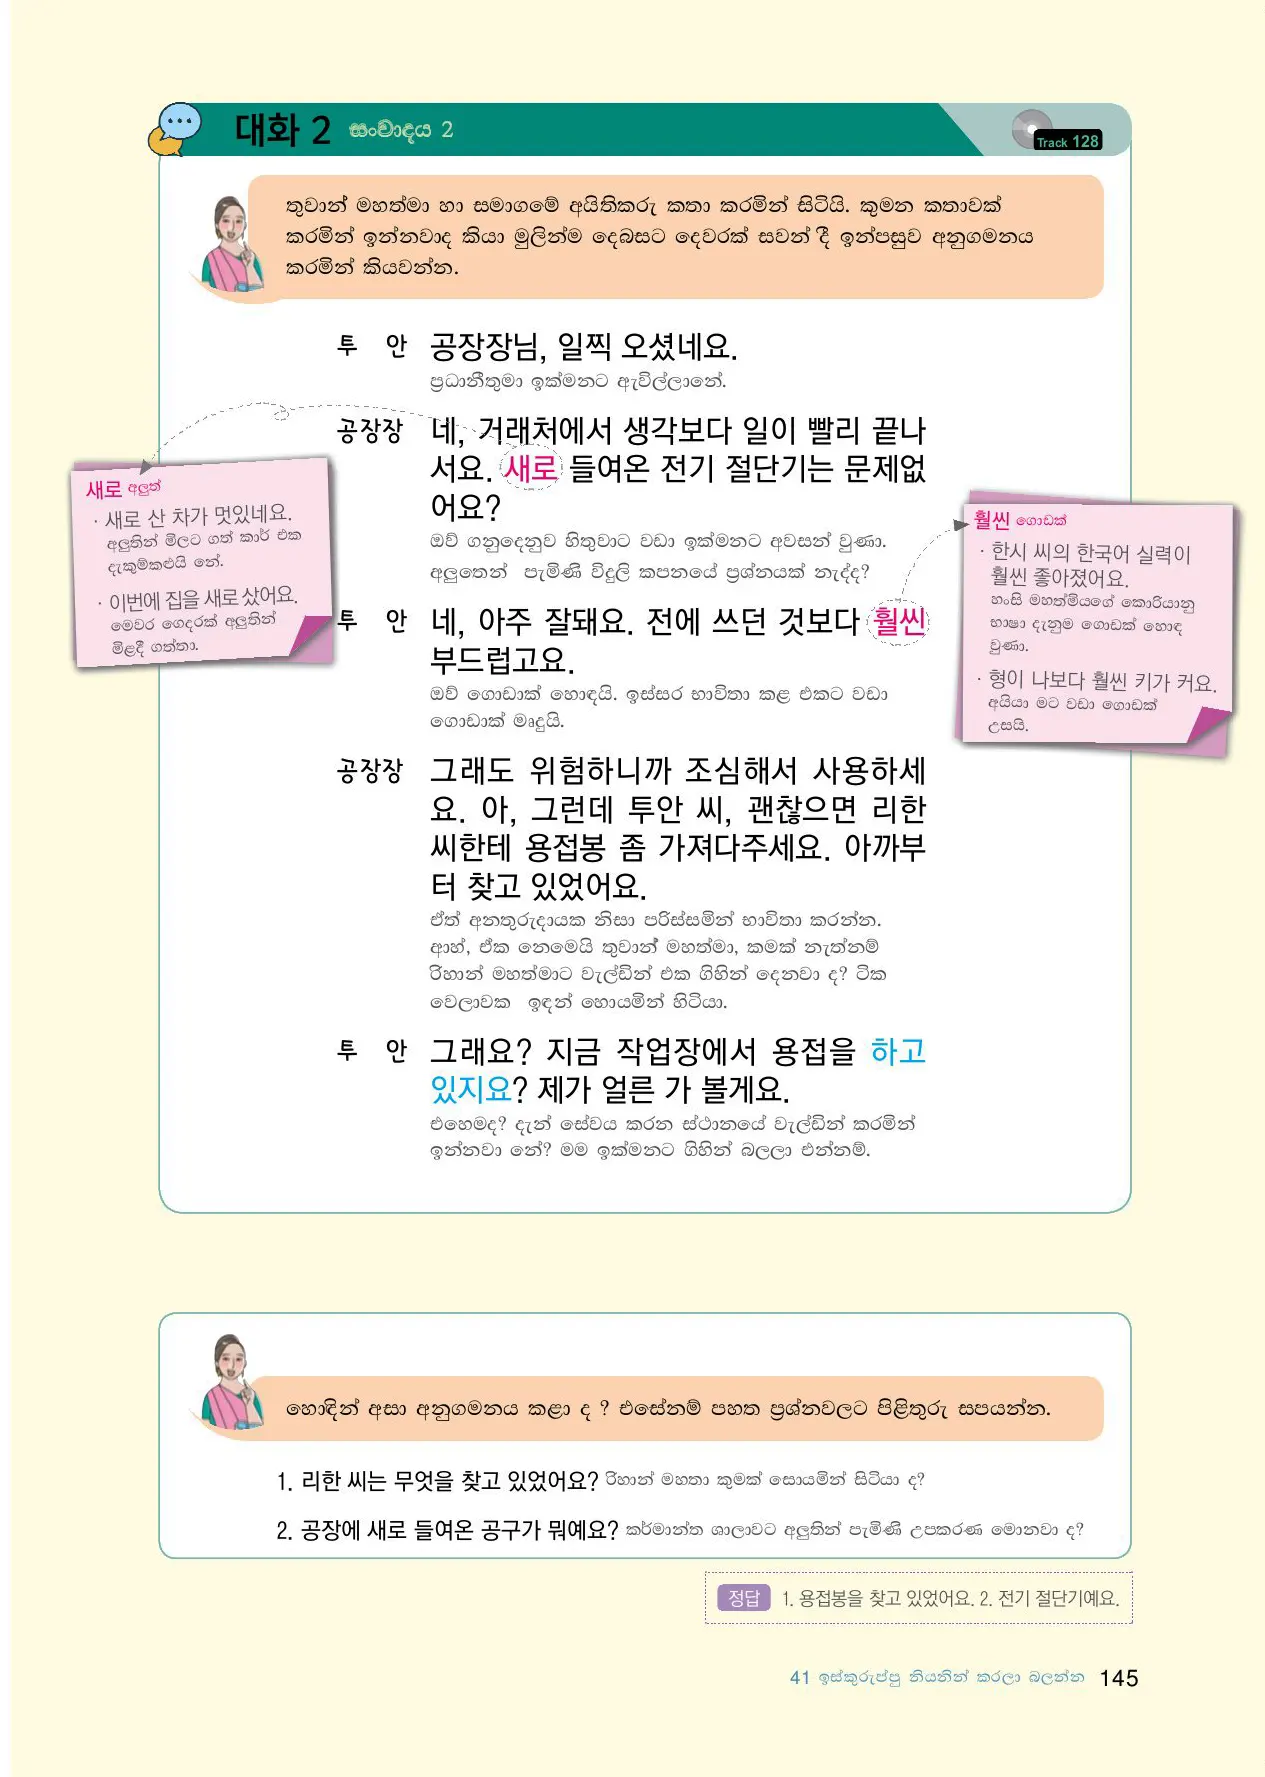 대화 2 සංවාදය 2
Track 128
තුවාන් මහත්මා හා සමාගමේ අයිතිකරු කතා කරමින් සිටියි. කුමන කතාවක්
කරමින් ඉන්නවාද කියා මුලින්ම දෙබසට දෙවරක් සවන් දී ඉන්පසුව අනුගමනය
කරමින් කියවන්න.
투 안 공장장님, 일찍 오셨네요.
ප්‍රධානීතුමා ඉක්මනට ඇවිල්ලානේ.
공장장 네, 거래처에서 생각보다 일이 빨리 끝나
서요. 새로 들여온 전기 절단기는 문제없
어요?
ඔව් ගනුදෙනුව හිතුවාට වඩා ඉක්මනට අවසන් වුණා.
අලුතෙන් පැමිණි විදුලි කපනයේ ප්‍රශ්නයක් නැද්ද?
투 안 네, 아주 잘돼요. 전에 쓰던 것보다 훨씬
부드럽고요.
ඔව් ගොඩාක් හොඳයි. ඉස්සර භාවිතා කළ එකට වඩා
ගොඩාක් මෘදුයි.
공장장 그래도 위험하니까 조심해서 사용하세
요. 아, 그런데 투안 씨, 괜찮으면 리한
씨한테 용접봉 좀 가져다주세요. 아까부
터 찾고 있었어요.
ඒත් අනතුරුදායක නිසා පරිස්සමින් භාවිතා කරන්න.
ආහ්, ඒක නෙමෙයි තුවාන් මහත්මා, කමක් නැත්නම්
රිහාන් මහත්මාට වැල්ඩින් එක ගිහින් දෙනවා ද? ටික
වෙලාවක ඉඳන් හොයමින් හිටියා.
투 안 그래요? 지금 작업장에서 용접을 하고
있지요? 제가 얼른 가 볼게요.
එහෙමද? දැන් සේවය කරන ස්ථානයේ වැල්ඩින් කරමින්
ඉන්නවා නේ? මම ඉක්මනට ගිහින් බලලා එන්නම්.
새로 අලුත්
· 새로 산 차가 멋있네요.
අලුතින් මිලට ගත් කාර් එක
දැකුම්කළුයි නේ.
· 이번에 집을 새로 샀어요.
මෙවර ගෙදරක් අලුතින්
මිළදී ගත්තා.
훨씬 ගොඩක්
· 한시 씨의 한국어 실력이
훨씬 좋아졌어요.
හංසි මහත්මියගේ කොරියානු
භාෂා දැනුම ගොඩක් හොඳ
වුණා.
· 형이 나보다 훨씬 키가 커요.
අයියා මට වඩා ගොඩක්
උසයි.
හොඳින් අසා අනුගමනය කළා ද ? එසේනම් පහත ප්‍රශ්නවලට පිළිතුරු සපයන්න.
1. 리한 씨는 무엇을 찾고 있었어요? රිහාන් මහතා කුමක් සොයමින් සිටියා ද?
2. 공장에 새로 들여온 공구가 뭐예요? කර්මාන්ත ශාලාවට අලුතින් පැමිණි උපකරණ මොනවා ද?
정답 1. 용접봉을 찾고 있었어요. 2. 전기 절단기예요.
41 ඉස්කුරුප්පු නියනින් කරලා බලන්න 145